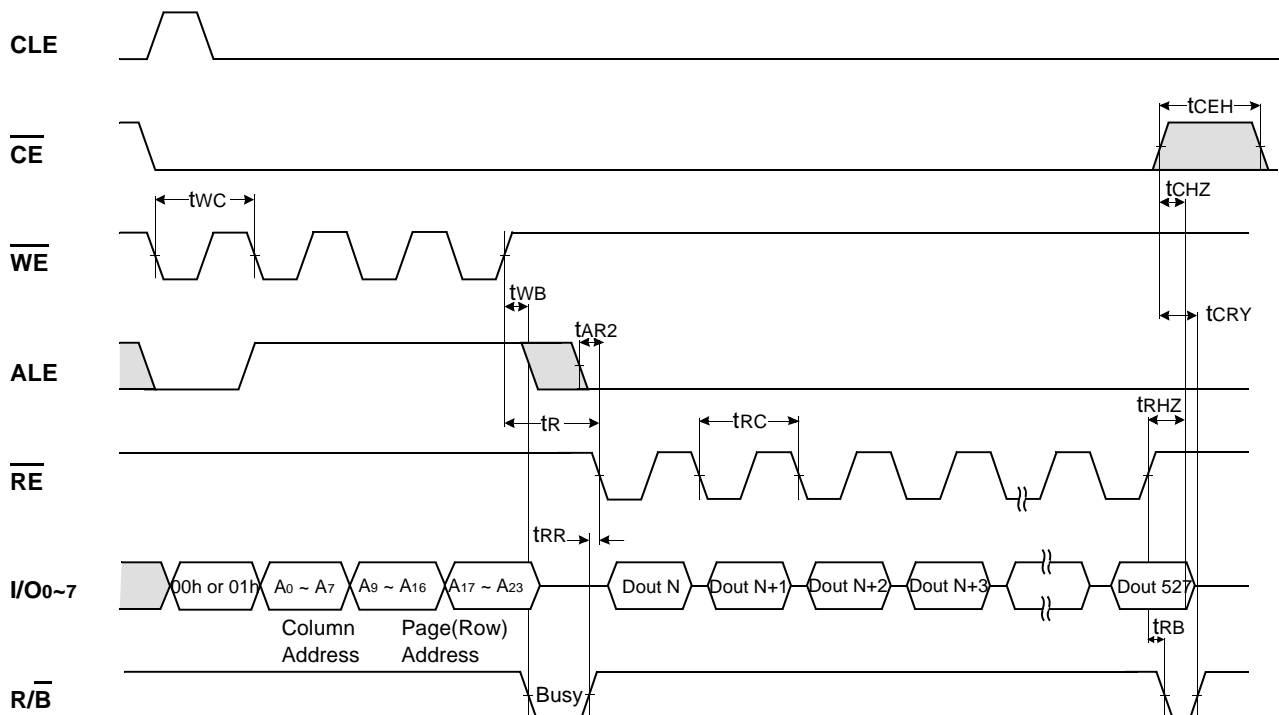 CLE
tCEH
CE
tWC
tCHZ
WE
tWB
tCRY
tAR2
ALE
tRHZ
tR
tRC
RE
tRR
I/O0~7
00h or 01h
A0 ~ A7
A9 ~ A16
A17 ~ A23
Dout N
Dout N+1
Dout N+2
Dout N+3
Dout 527
Column
Address
Page(Row)
Address
tRB
R/B
Busy